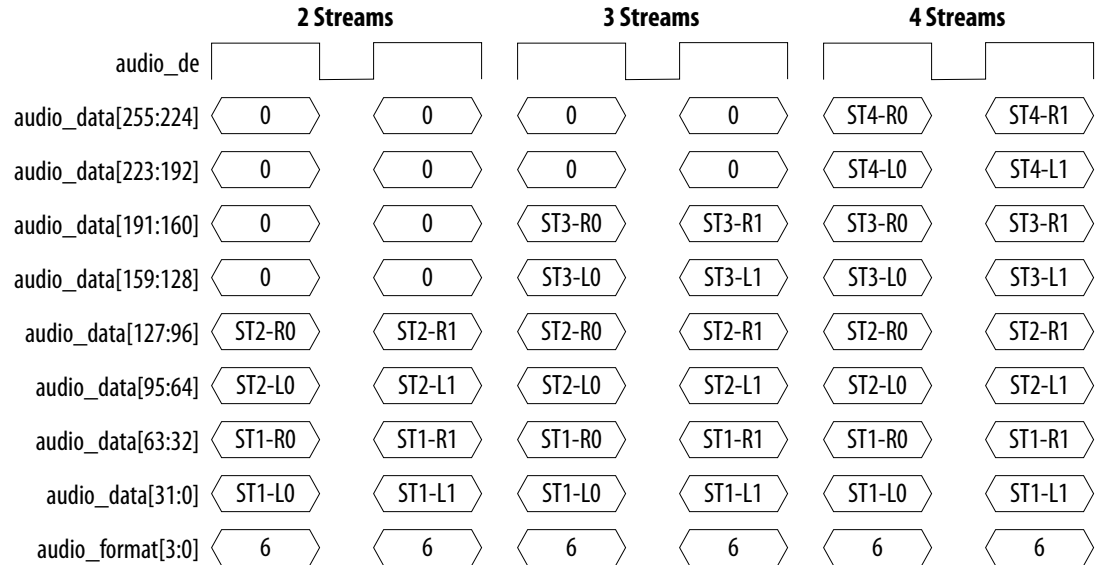 2 Streams 3 Streams 4 Streams
audio_de
audio_data[255:224] 0 0 0 0 ST4-R0 ST4-R1
audio_data[223:192] 0 0 0 0 ST4-L0 ST4-L1
audio_data[191:160] 0 0 ST3-R0 ST3-R1 ST3-R0 ST3-R1
audio_data[159:128] 0 0 ST3-L0 ST3-L1 ST3-L0 ST3-L1
audio_data[127:96] ST2-R0 ST2-R1 ST2-R0 ST2-R1 ST2-R0 ST2-R1
audio_data[95:64] ST2-L0 ST2-L1 ST2-L0 ST2-L1 ST2-L0 ST2-L1
audio_data[63:32] ST1-R0 ST1-R1 ST1-R0 ST1-R1 ST1-R0 ST1-R1
audio_data[31:0] ST1-L0 ST1-L1 ST1-L0 ST1-L1 ST1-L0 ST1-L1
audio_format[3:0] 6 6 6 6 6 6